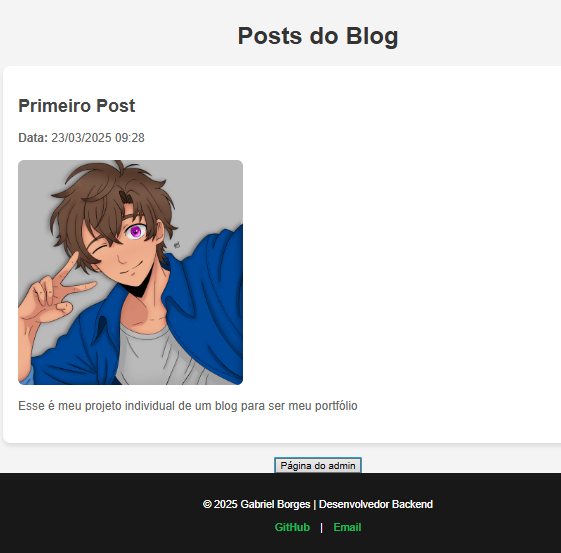 Posts do Blog
Primeiro Post
Data: 23/03/2025 09:28
Esse é meu projeto individual de um blog para ser meu portfólio
Página do admin
© 2025 Gabriel Borges | Desenvolvedor Backend
GitHub | Email